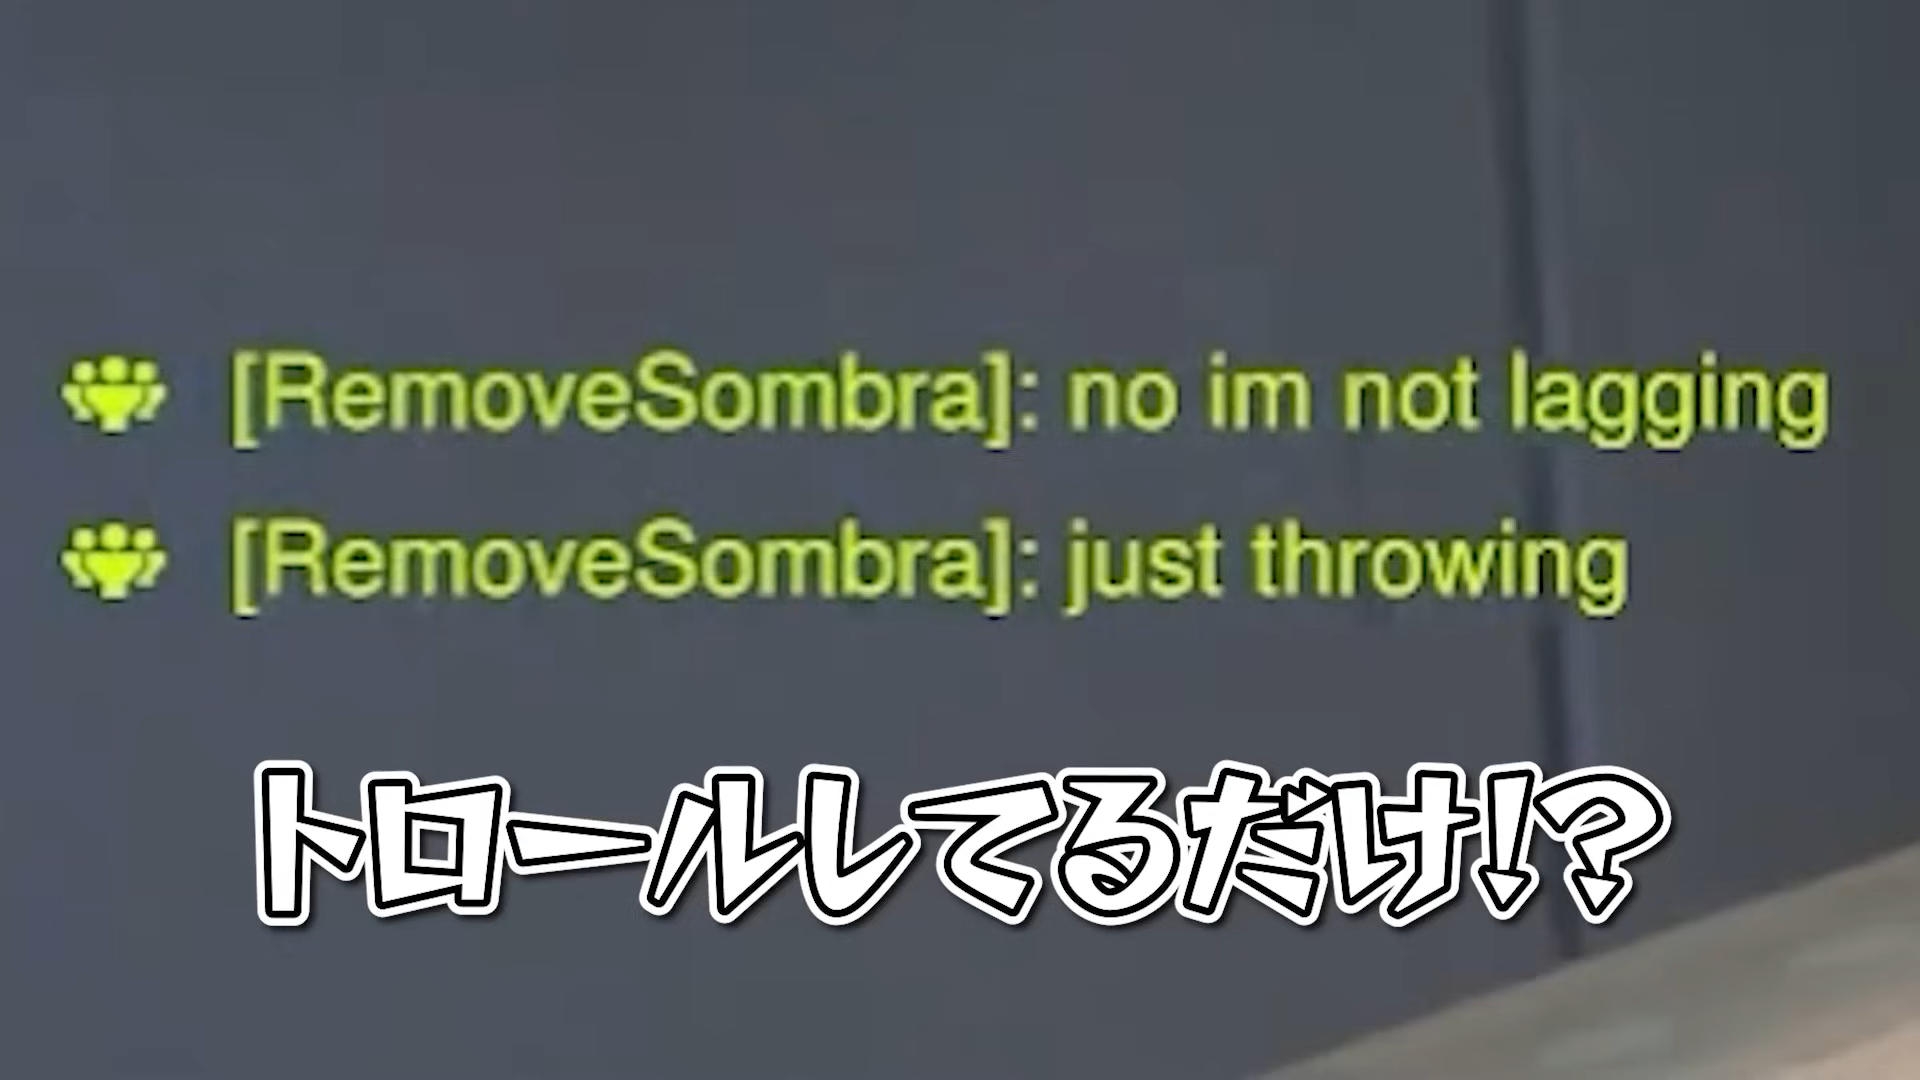 [RemoveSombra]: no im not lagging
[RemoveSombra]: just throwing
トロールしてるだけ!?